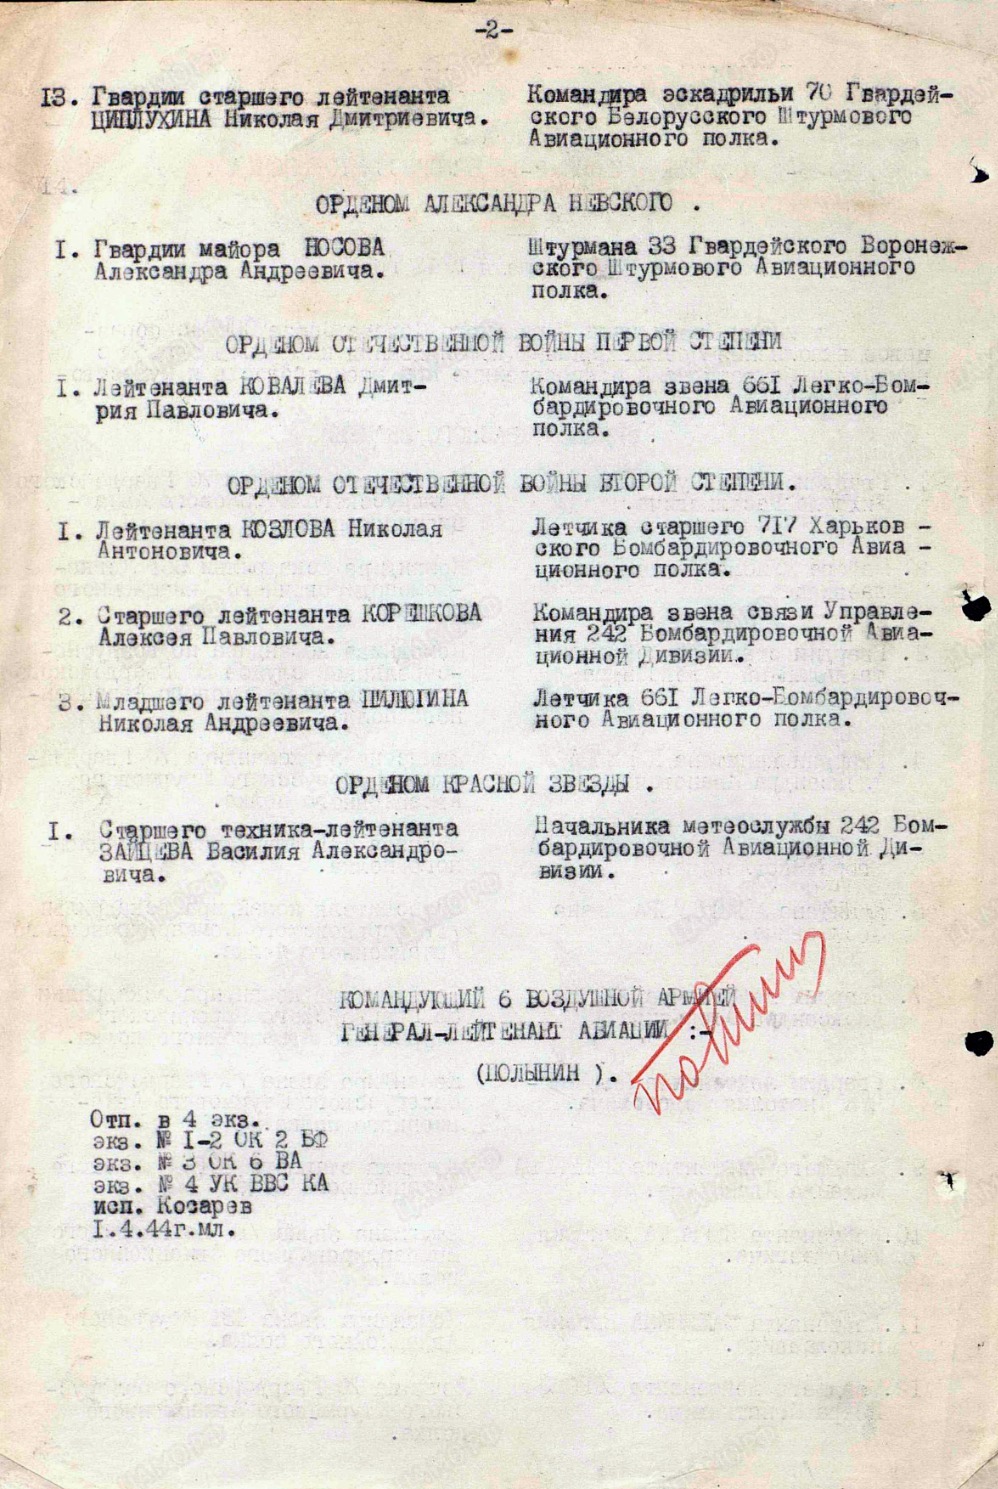 -2-
13. Гвардии старшего лейтенанта
ЦИПЛУХИНА Николая Дмитриевича.
Командира эскадрильи 70 Гвардей-
ского Белорусского Штурмового
Авиационного полка.
14.
ОРДЕНОМ АЛЕКСАНДРА НЕВСКОГО .
I. Гвардии майора НОСОВА
Александра Андреевича.
Штурмана 33 Гвардейского Воронеж-
ского Штурмового Авиационного
полка.
ОРДЕНОМ ОТЕЧЕСТВЕННОЙ ВОЙНЫ ПЕРВОЙ СТЕПЕНИ
I. Лейтенанта КОВАЛЕВА Дмит-
рия Павловича.
Командира звена 661 Легко-Бом-
бардировочного Авиационного
полка.
ОРДЕНОМ ОТЕЧЕСТВЕННОЙ ВОЙНЫ ВТОРОЙ СТЕПЕНИ.
I. Лейтенанта КОЗЛОВА Николая
Антоновича.
Летчика старшего 717 Харьков -
ского Бомбардировочного Авиа -
ционного полка.
2. Старшего лейтенанта КОРЕШКОВА
Алексея Павловича.
Командира звена связи Управле-
ния 242 Бомбардировочной Авиа-
ционной Дивизии.
3. Младшего лейтенанта ПИЛЮГИНА
Николая Андреевича.
Летчика 661 Легко-Бомбардировоч-
ного Авиационного полка.
ОРДЕНОМ КРАСНОЙ ЗВЕЗДЫ .
I. Старшего техника-лейтенанта
ЗАЙЦЕВА Василия Александро-
вича.
Начальника метеослужбы 242 Бом-
бардировочной Авиационной Ди-
визии.
КОМАНДУЮЩИЙ 6 ВОЗДУШНОЙ АРМИЕЙ
ГЕНЕРАЛ-ЛЕЙТЕНАНТ АВИАЦИИ :-
Полынин
(ПОЛЫНИН ).
Отп. в 4 экз.
экз. № I-2 ОК 2 БФ
экз. № 3 ОК 6 ВА
экз. № 4 УК ВВС КА
исп. Косарев
I.4.44г.мл.